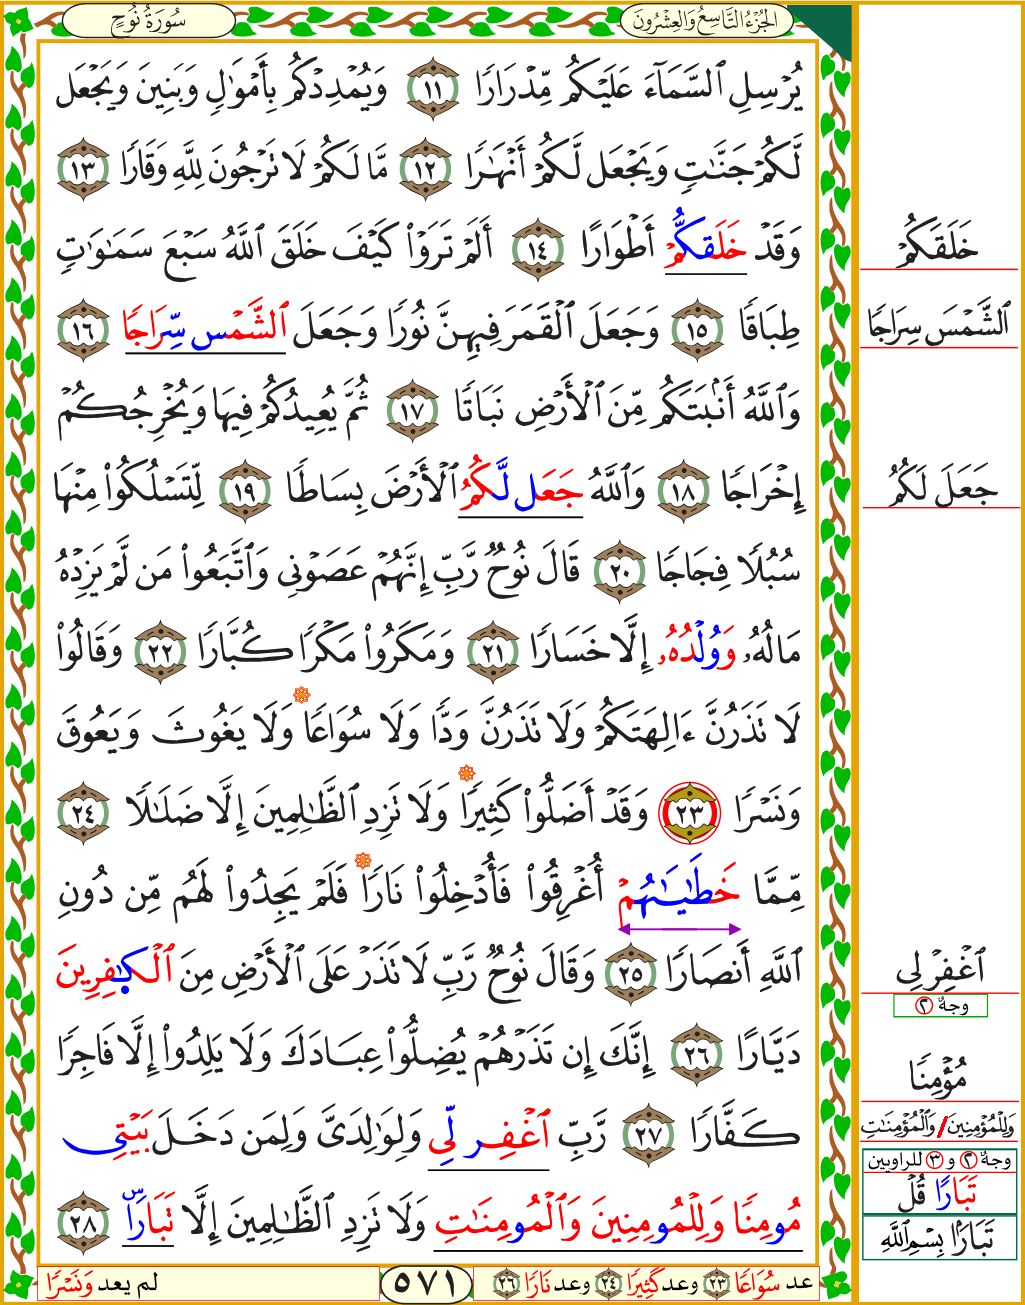 الجُزْءُ التَّاسِعُ وَالعِشْرُونَ
سُورَةُ نُوحٍ
يُرۡسِلِ ٱلسَّمَآءَ عَلَيۡكُم مِّدۡرَارٗا ١١ وَيُمۡدِدۡكُم بِأَمۡوَٰلٖ وَبَنِينَ وَيَجۡعَل
لَّكُمۡ جَنَّٰتٖ وَيَجۡعَل لَّكُمۡ أَنۡهَٰرٗا ١٢ مَّا لَكُمۡ لَا تَرۡجُونَ لِلَّهِ وَقَارٗا ١٣
وَقَدۡ خَلَقكُّمۡ أَطۡوَارًا ١٤ أَلَمۡ تَرَوۡاْ كَيۡفَ خَلَقَ ٱللَّهُ سَبۡعَ سَمَٰوَٰتٖ
طِبَاقٗا ١٥ وَجَعَلَ ٱلۡقَمَرَ فِيهِنَّ نُورٗا وَجَعَلَ ٱلشَّمۡس سِّرَاجٗا ١٦
وَٱللَّهُ أَنۢبَتَكُم مِّنَ ٱلۡأَرۡضِ نَبَاتٗا ١٧ ثُمَّ يُعِيدُكُمۡ فِيهَا وَيُخۡرِجُكُمۡ
إِخۡرَاجٗا ١٨ وَٱللَّهُ جَعَل لَّكُمُ ٱلۡأَرۡضَ بِسَاطٗا ١٩ لِّتَسۡلُكُواْ مِنۡهَا
سُبُلٗا فِجَاجٗا ٢٠ قَالَ نُوحٞ رَّبِّ إِنَّهُمۡ عَصَوۡنِي وَٱتَّبَعُواْ مَن لَّمۡ يَزِدۡهُ
مَالُهُۥ وَوُلۡدُهُۥ إِلَّا خَسَارٗا ٢١ وَمَكَرُواْ مَكۡرٗا كُبَّارٗا ٢٢ وَقَالُواْ
لَا تَذَرُنَّ ءَالِهَتَكُمۡ وَلَا تَذَرُنَّ وَدّٗا وَلَا سُوَاعٗا وَلَا يَغُوثَ وَيَعُوقَ
وَنَسۡرٗا ٢٣ وَقَدۡ أَضَلُّواْ كَثِيرٗا وَلَا تَزِدِ ٱلظَّٰلِمِينَ إِلَّا ضَلَٰلٗا ٢٤
مِّمَّا خَطَٰيَٰهُمۡ أُغۡرِقُواْ فَأُدۡخِلُواْ نَارٗا فَلَمۡ يَجِدُواْ لَهُم مِّن دُونِ
ٱللَّهِ أَنصَارٗا ٢٥ وَقَالَ نُوحٞ رَّبِّ لَا تَذَرۡ عَلَى ٱلۡأَرۡضِ مِنَ ٱلۡكٰفِرِينَ
دَيَّارًا ٢٦ إِنَّكَ إِن تَذَرۡهُمۡ يُضِلُّواْ عِبَادَكَ وَلَا يَلِدُوٓاْ إِلَّا فَاجِرٗا
كَفَّارٗا ٢٧ رَّبِّ ٱغۡفِر لِّي وَلِوَٰلِدَيَّ وَلِمَن دَخَلَ بَيۡتِي
مُومِنٗا وَلِلۡمُومِنِينَ وَٱلۡمُومِنَٰتِ وَلَا تَزِدِ ٱلظَّٰلِمِينَ إِلَّا تَبَارٗا ٢٨
خَلَقَكُمۡ
ٱلشَّمۡسَ سِرَاجٗا
جَعَلَ لَكُمُ
ٱغۡفِرۡ لِي
وجهٌ ٢
مُؤۡمِنٗا
وَلِلۡمُؤۡمِنِينَ/وَٱلۡمُؤۡمِنَٰتِ
وجهٌ ٢ و ٣ للراويين
تَبَارًا قُلۡ
تَبَارَۢا بِسۡمِ ٱللَّهِ
عد سُوَاعٗا ٢٣ وعد كَثِيرٗا ٢٤ وعد نَارٗا ٢٦
٥٧١
لم يعد وَنَسۡرٗا